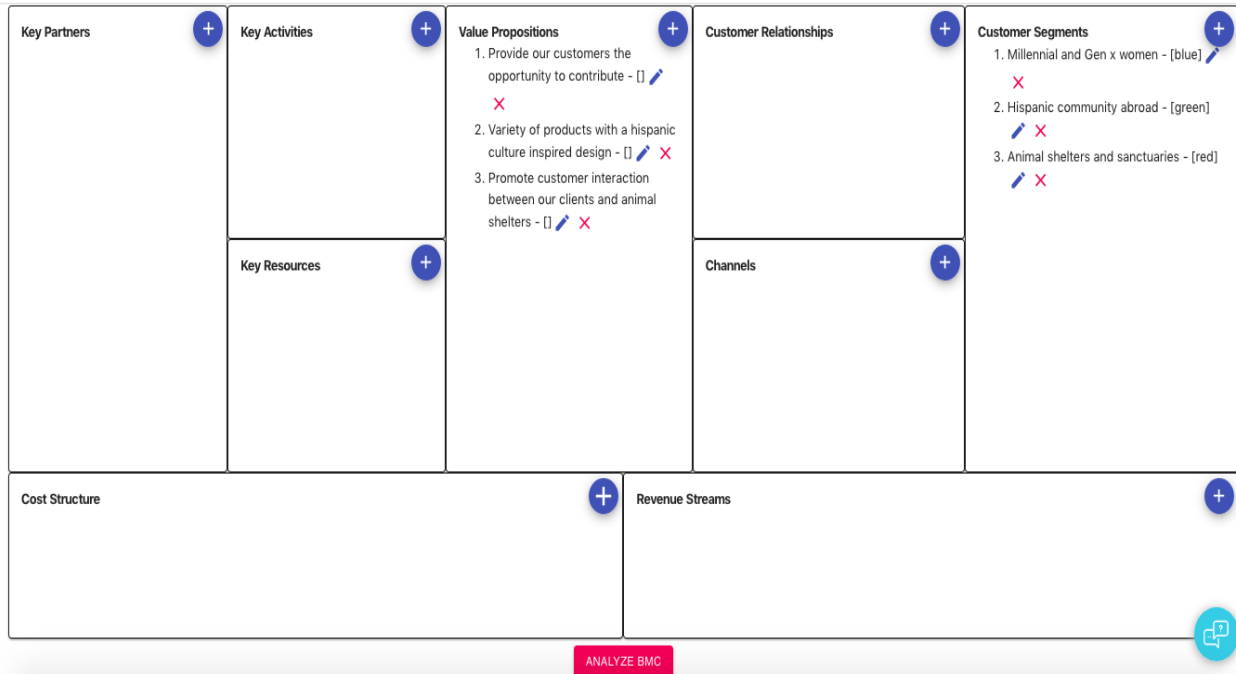 Key Partners
+
Key Activities
+
Value Propositions
+
1. Provide our customers the
opportunity to contribute - []
2. Variety of products with a hispanic
culture inspired design - []
3. Promote customer interaction
between our clients and animal
shelters - []
Customer Relationships
+
Customer Segments
+
1. Millennial and Gen x women - [blue]
2. Hispanic community abroad - [green]
3. Animal shelters and sanctuaries - [red]
Key Resources
+
Channels
+
Cost Structure
+
Revenue Streams
+
ANALYZE BMC